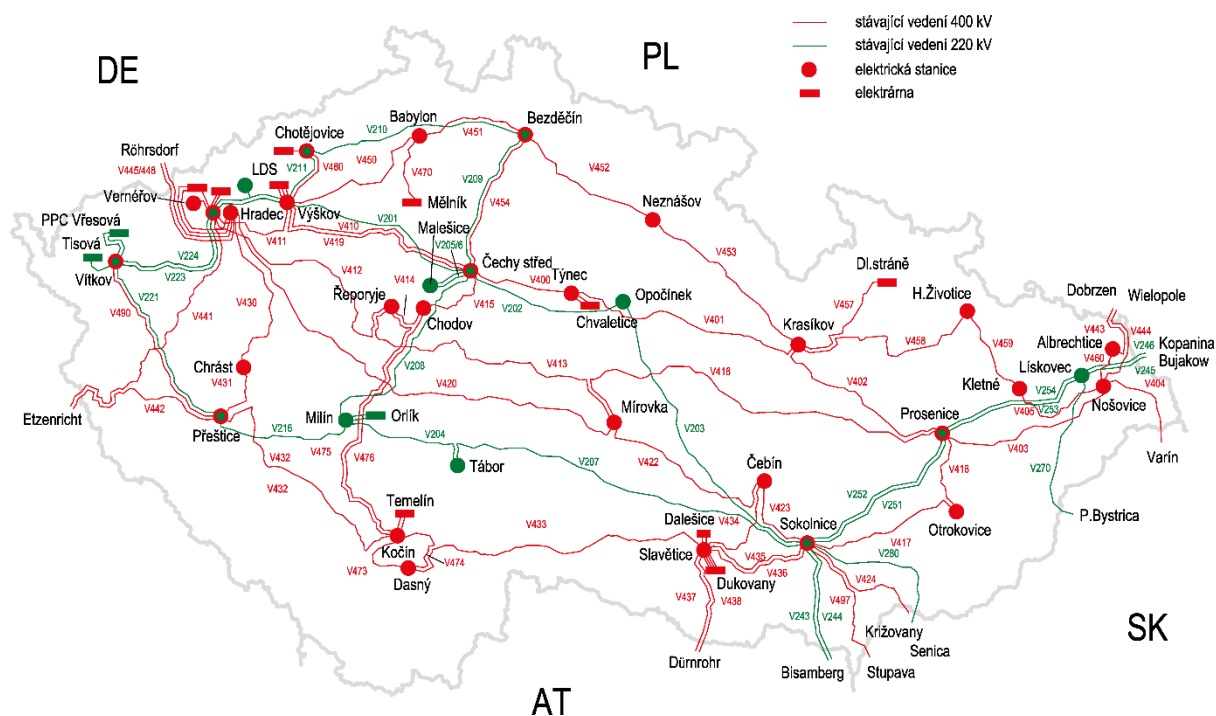 stávající vedení 400 kV
stávající vedení 220 kV
elektrická stanice
elektrárna
DE
PL
Babylon
V451
Bezděčín
V210
Chotějovice
Röhrsdorf
V445/446
LDS
V211
V480
V450
V452
V470
V209
Vernéřov
Mělník
Neznášov
V454
PPC Vřesová
Hradec
Výškov
V201
Malešice
Tisová
V411
V410
V419
V205/6
V224
V223
Čechy střed
V453
Vítkov
V412
V414
V400
Týnec
Dl.stráně
V221
Řeporyje
V415
V202
Opočínek
V457
H.Životice
Dobrzen
Wielopole
V490
V441
V430
Chodov
Chvaletice
V401
Krasíkov
V443
V444
V458
V459
Albrechtice
V246
Kopanina
V460
Bujakow
V245
Chrást
V208
V413
V418
Lískovec
V431
V402
Kletné
V254
V404
V442
V420
V405
V253
Nošovice
Etzenricht
Milín
Orlík
Mírovka
Prosenice
Přeštice
V216
V475
V476
V204
V203
V403
Varín
V432
Tábor
V207
V422
Čebín
V418
V270
V432
V252
V251
Temelín
V423
Otrokovice
P.Bystrica
V433
Dalešice
V434
Sokolnice
V417
Kočín
Slavětice
V435
V280
V473
V474
V436
Dasný
Dukovany
V424
V437
V438
V497
V243
V244
Křižovany
SK
Senica
Dürnrohr
Bisamberg
Stupava
AT